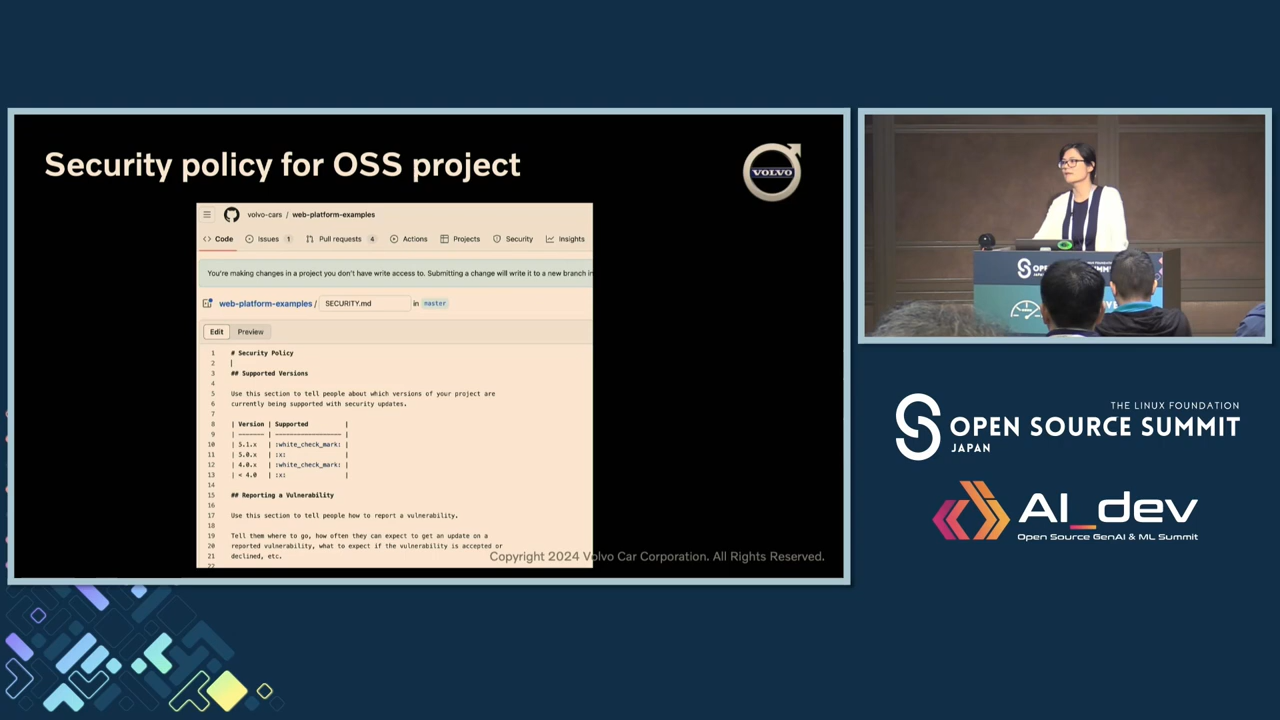 Security policy for OSS project
VOLVO
volvo-cars / web-platform-examples
<> Code Issues 1 Pull requests 4 Actions Projects Security Insights
You're making changes in a project you don't have write access to. Submitting a change will write it to a new branch in
web-platform-examples / SECURITY.md in master
Edit Preview
1 # Security Policy
2
3 ## Supported Versions
4
5 Use this section to tell people about which versions of your project are
6 currently being supported with security updates.
7
8 | Version | Supported |
9 | ------- | ------------------ |
10 | 5.1.x | :white_check_mark: |
11 | 5.0.x | :x: |
12 | 4.0.x | :white_check_mark: |
13 | < 4.0 | :x: |
14
15 ## Reporting a Vulnerability
16
17 Use this section to tell people how to report a vulnerability.
18
19 Tell them where to go, how often they can expect to get an update on a
20 reported vulnerability, what to expect if the vulnerability is accepted or
21 declined, etc.
22
Copyright 2024 Volvo Car Corporation. All Rights Reserved.
THE LINUX FOUNDATION
OPEN SOURCE SUMMIT
JAPAN
AI_dev
Open Source GenAI & ML Summit